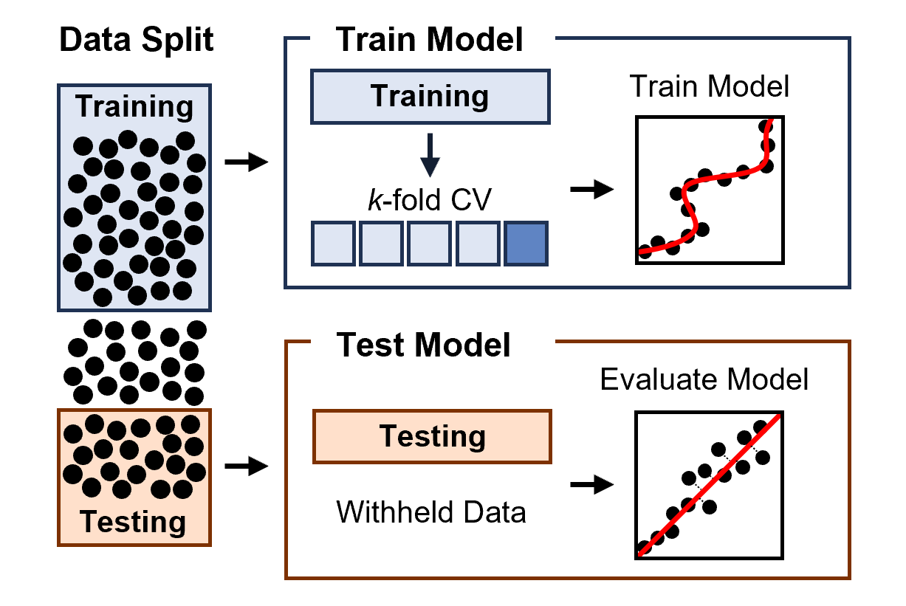 Data Split
Training
Testing
Train Model
Training
k-fold CV
Train Model
Test Model
Testing
Withheld Data
Evaluate Model